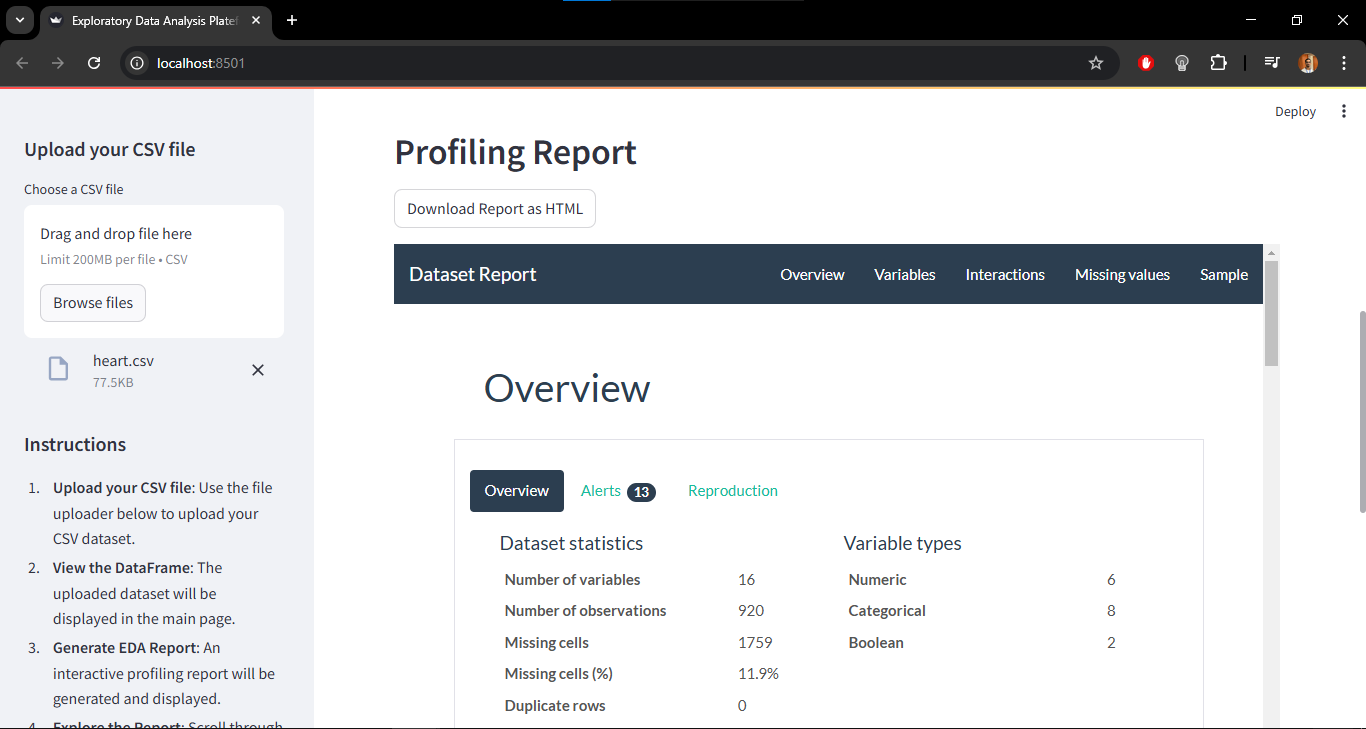 Exploratory Data Analysis Platef
localhost:8501
Deploy
Upload your CSV file
Choose a CSV file
Drag and drop file here
Limit 200MB per file • CSV
Browse files
heart.csv
77.5KB
Instructions
1. Upload your CSV file: Use the file
uploader below to upload your
CSV dataset.
2. View the DataFrame: The
uploaded dataset will be
displayed in the main page.
3. Generate EDA Report: An
interactive profiling report will be
generated and displayed.
4. Explore the Report: Scroll through
Profiling Report
Download Report as HTML
Dataset Report Overview Variables Interactions Missing values Sample
Overview
Overview Alerts 13 Reproduction
Dataset statistics
Number of variables 16
Number of observations 920
Missing cells 1759
Missing cells (%) 11.9%
Duplicate rows 0
Variable types
Numeric 6
Categorical 8
Boolean 2